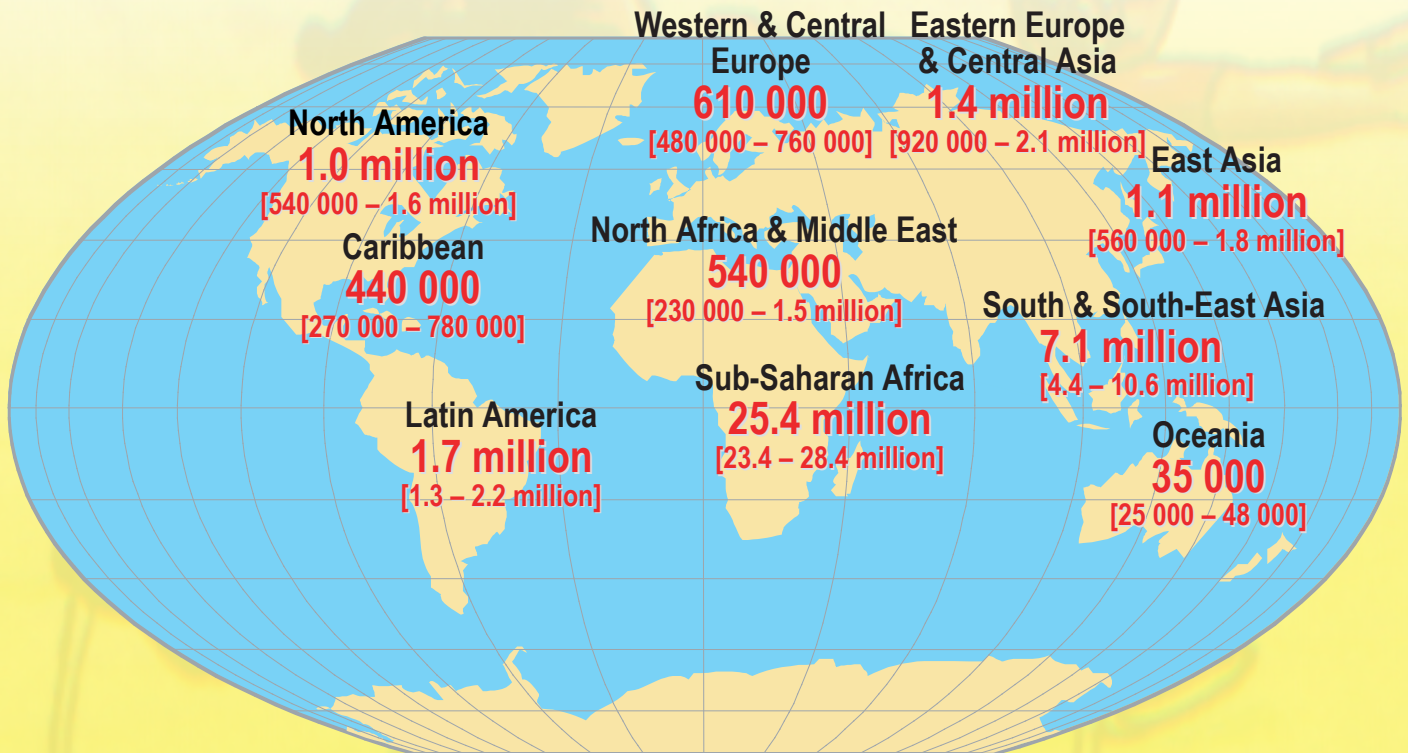 Western & Central
Europe
610 000
[480 000 – 760 000]
Eastern Europe
& Central Asia
1.4 million
[920 000 – 2.1 million]
North America
1.0 million
[540 000 – 1.6 million]
East Asia
1.1 million
[560 000 – 1.8 million]
Caribbean
440 000
[270 000 – 780 000]
North Africa & Middle East
540 000
[230 000 – 1.5 million]
South & South-East Asia
7.1 million
[4.4 – 10.6 million]
Sub-Saharan Africa
25.4 million
[23.4 – 28.4 million]
Latin America
1.7 million
[1.3 – 2.2 million]
Oceania
35 000
[25 000 – 48 000]